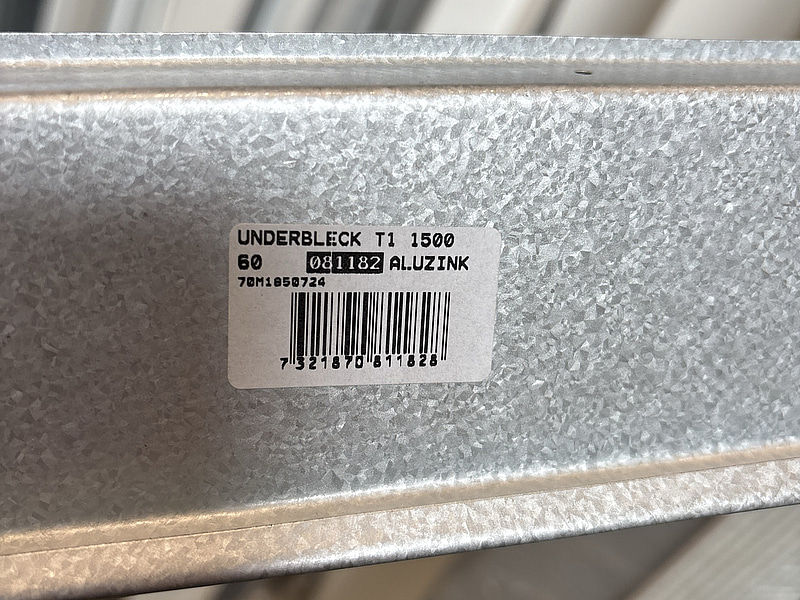 UNDERBLECK T1 1500
60 081182 ALUZINK
70M1850724
7 321870 811828